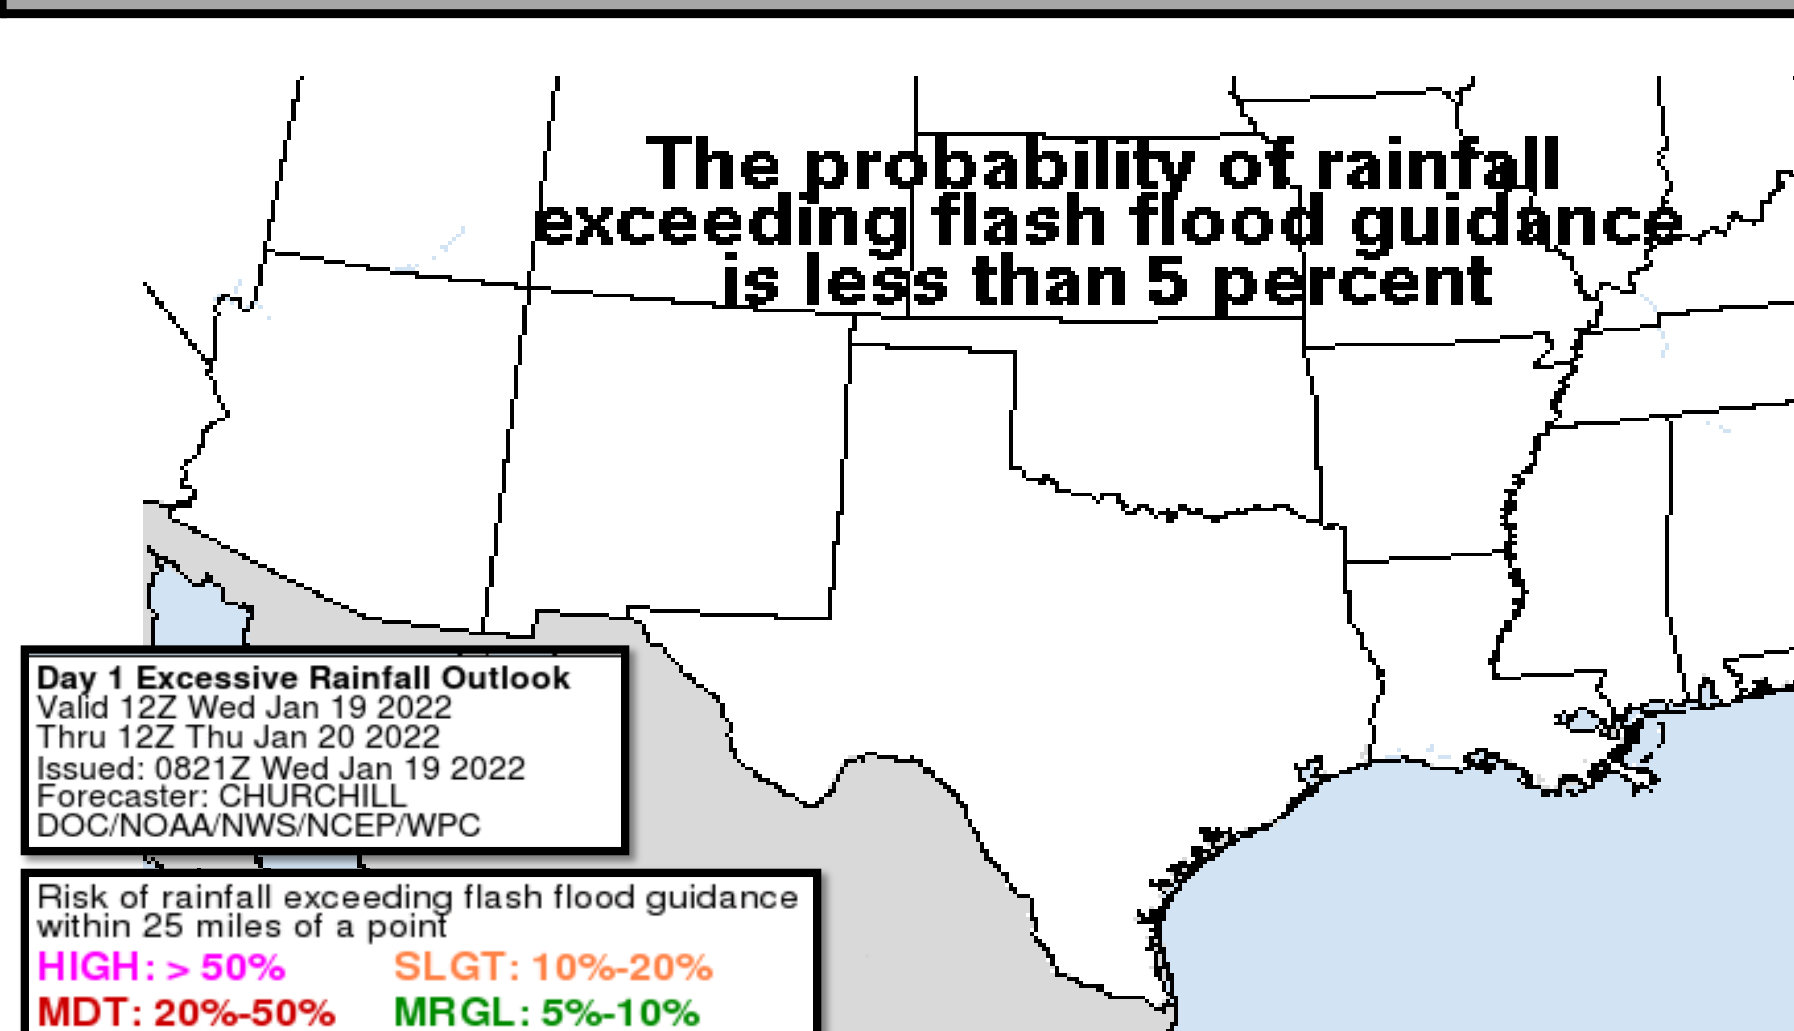 The probability of rainfall
exceeding flash flood guidance
is less than 5 percent
Day 1 Excessive Rainfall Outlook
Valid 12Z Wed Jan 19 2022
Thru 12Z Thu Jan 20 2022
Issued: 0821Z Wed Jan 19 2022
Forecaster: CHURCHILL
DOC/NOAA/NWS/NCEP/WPC
Risk of rainfall exceeding flash flood guidance
within 25 miles of a point
HIGH: > 50% SLGT: 10%-20%
MDT: 20%-50% MRGL: 5%-10%